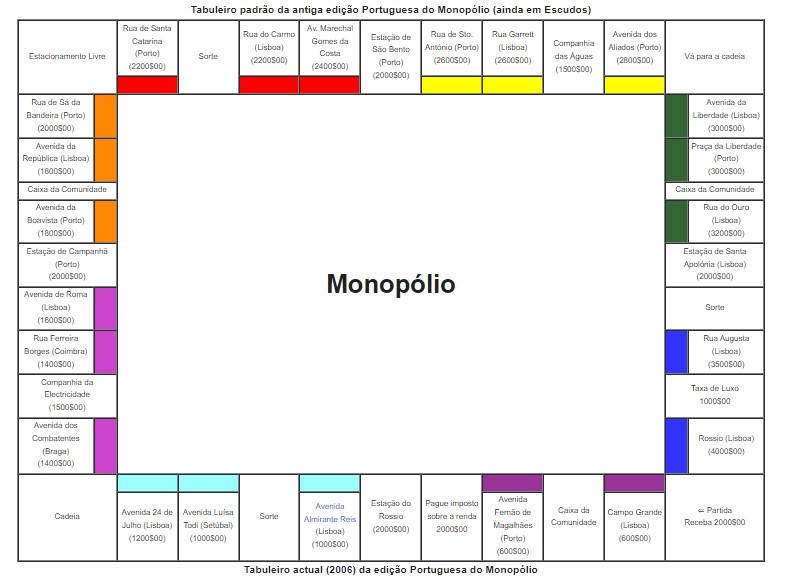 Tabuleiro padrão da antiga edição Portuguesa do Monopólio (ainda em Escudos)
Estacionamento Livre
Rua de Santa
Catarina
(Porto)
(2200$00)
Sorte
Rua do Carmo
(Lisboa)
(2200$00)
Av. Marechal
Gomes da
Costa
(2400$00)
Estação de
São Bento
(Porto)
(2000$00)
Rua de Sto.
António (Porto)
(2600$00)
Rua Garrett
(Lisboa)
(2600$00)
Companhia
das Águas
(1500$00)
Avenida dos
Aliados (Porto)
(2800$00)
Vá para a cadeia
Rua de Sá da
Bandeira (Porto)
(2000$00)
Avenida da
Liberdade (Lisboa)
(3000$00)
Avenida da
República (Lisboa)
(1800$00)
Praça da Liberdade
(Porto)
(3000$00)
Caixa da Comunidade
Caixa da Comunidade
Avenida da
Boavista (Porto)
(1800$00)
Rua do Ouro
(Lisboa)
(3200$00)
Estação de Campanhã
(Porto)
(2000$00)
Estação de Santa
Apolónia (Lisboa)
(2000$00)
Monopólio
Avenida de Roma
(Lisboa)
(1600$00)
Sorte
Rua Ferreira
Borges (Coimbra)
(1400$00)
Rua Augusta
(Lisboa)
(3500$00)
Companhia da
Electricidade
(1500$00)
Taxa de Luxo
1000$00
Avenida dos
Combatentes
(Braga)
(1400$00)
Rossio (Lisboa)
(4000$00)
Cadeia
Avenida 24 de
Julho (Lisboa)
(1200$00)
Avenida Luísa
Todi (Setúbal)
(1000$00)
Sorte
Avenida
Almirante Reis
(Lisboa)
(1000$00)
Estação do
Rossio
(2000$00)
Pague imposto
sobre a renda
2000$00
Avenida
Fernão de
Magalhães
(Porto)
(600$00)
Caixa da
Comunidade
Campo Grande
(Lisboa)
(600$00)
⇐ Partida
Receba 2000$00
Tabuleiro actual (2006) da edição Portuguesa do Monopólio